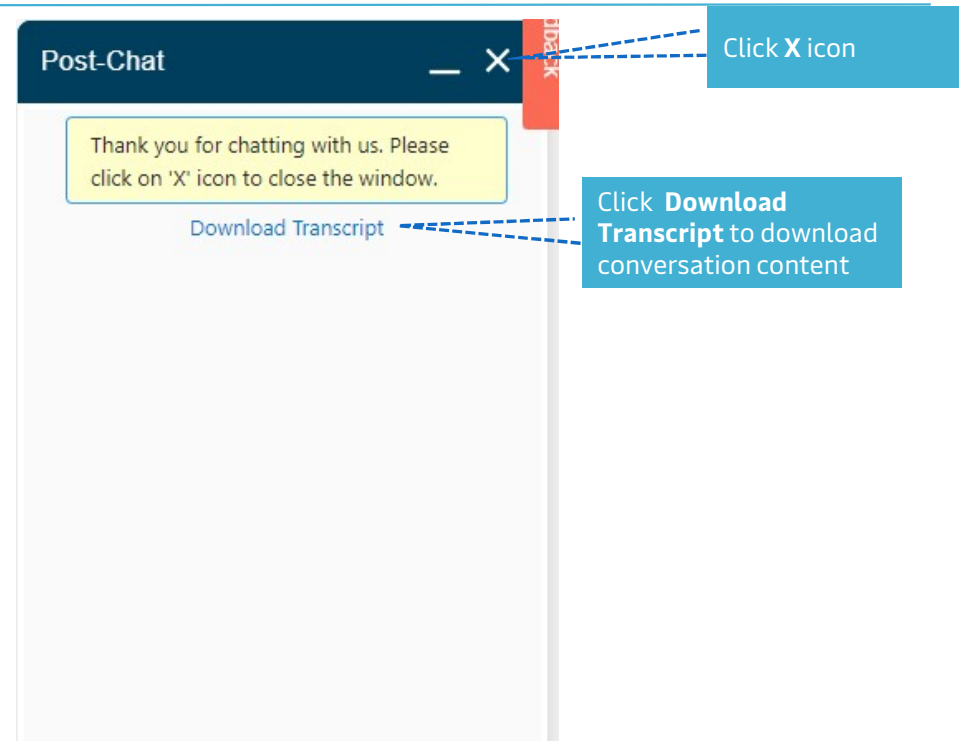 Post-Chat
Click X icon
Thank you for chatting with us. Please
click on 'X' icon to close the window.
Download Transcript
Click Download
Transcript to download
conversation content